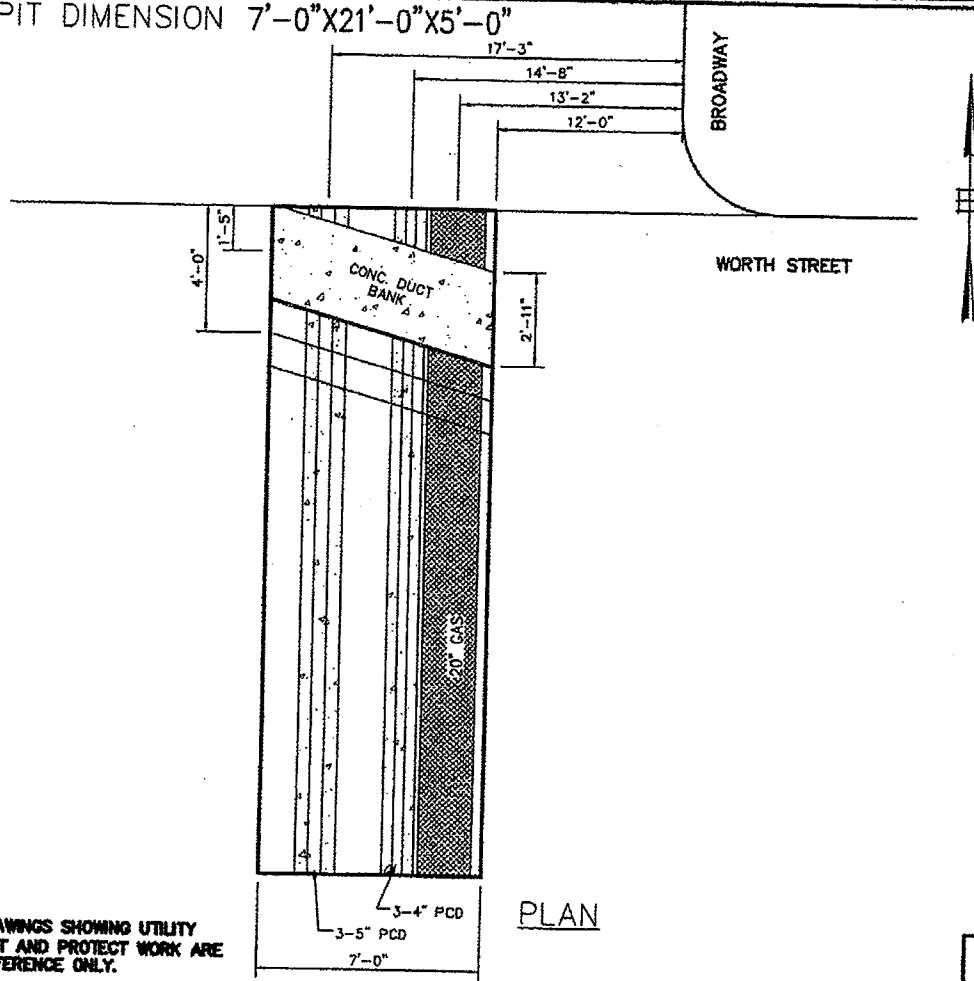 PIT DIMENSION 7'-0"X21'-0"X5'-0"
17'-3"
14'-8"
13'-2"
12'-0"
BROADWAY
WORTH STREET
1'-5"
4'-0"
CONC. DUCT
BANK
2'-11"
20" GAS
3-4" PCD
3-5" PCD
7'-0"
PLAN
AWINGS SHOWING UTILITY
T AND PROTECT WORK ARE
FERENCE ONLY.